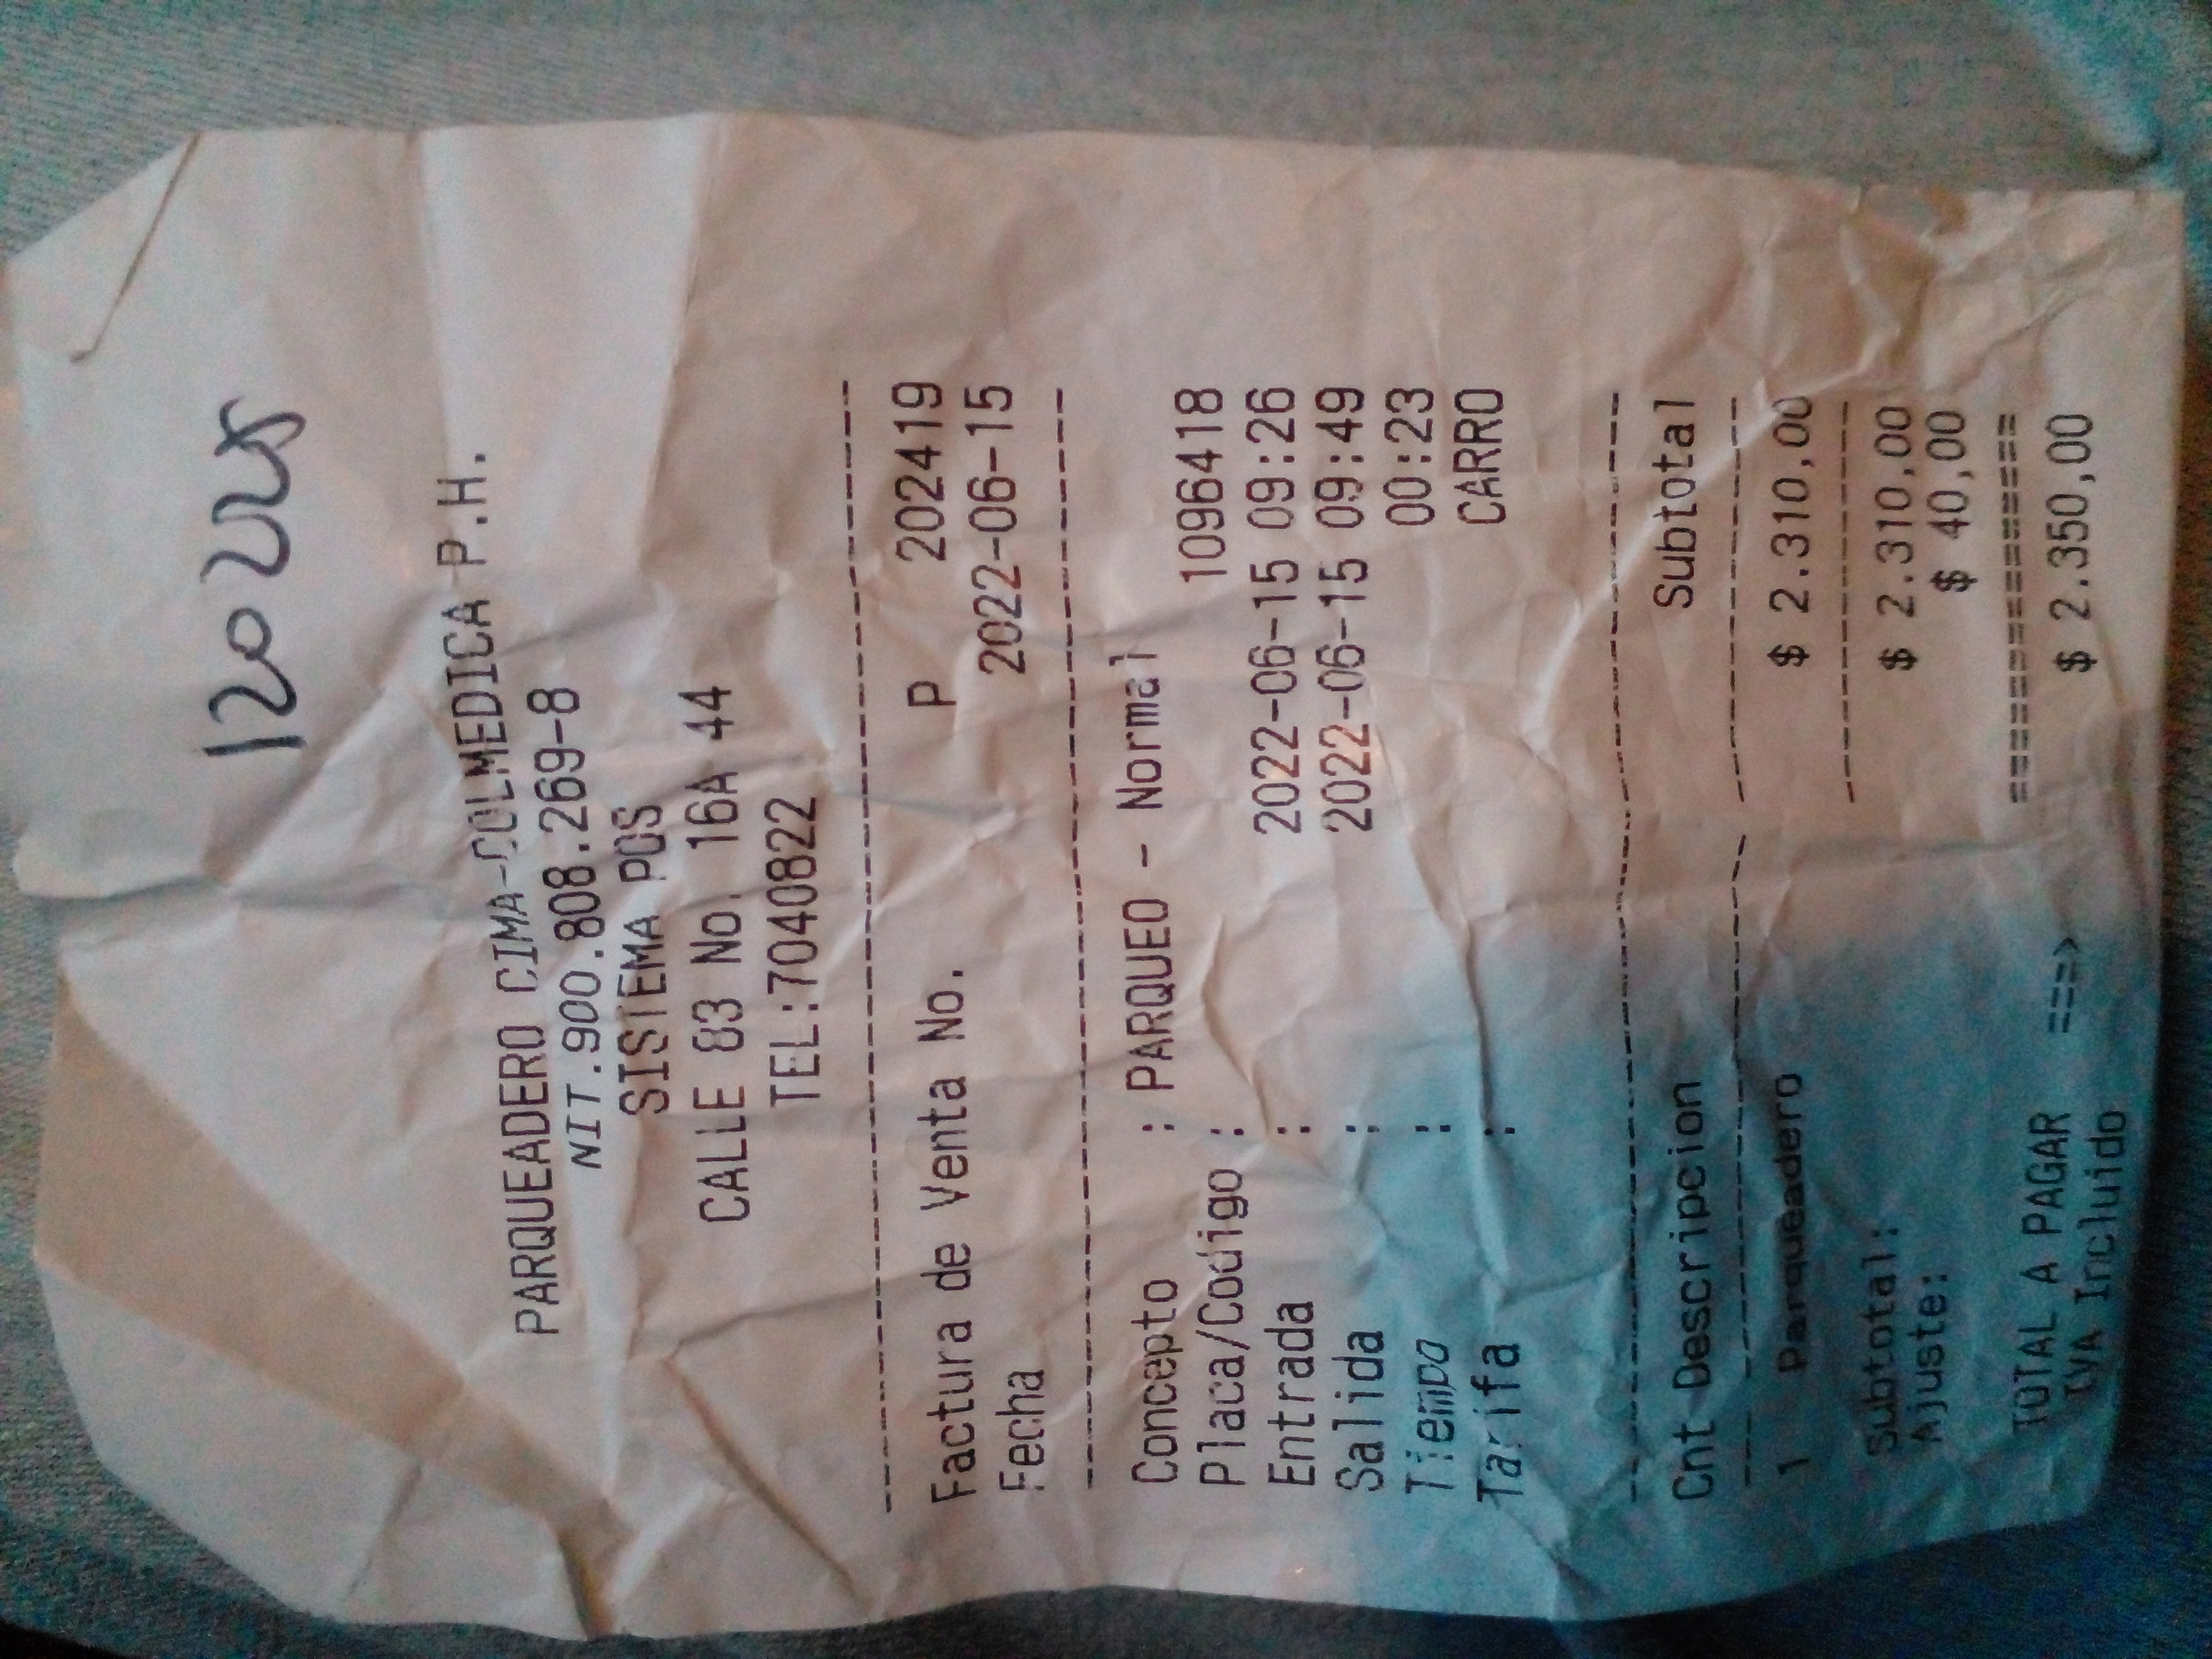 PARQUEADERO CIMA-COLMEDICA P.H.
NIT.900.808.269-8
SISTEMA POS
CALLE 83 No. 16A 44
TEL:7040822
Factura de Venta No. P 202419
Fecha 2022-06-15
Concepto : PARQUEO - Normal
Placa/Codigo : 1096418
Entrada : 2022-06-15 09:26
Salida : 2022-06-15 09:49
Tiempo : 00:23
Tarifa : CARRO
Cnt Descripcion Subtotal
1 Parqueadero $ 2.310,00
Subtotal: $ 2.310,00
Ajuste: $ 40,00
==================
TOTAL A PAGAR ===> $ 2.350,00
IVA Incluido